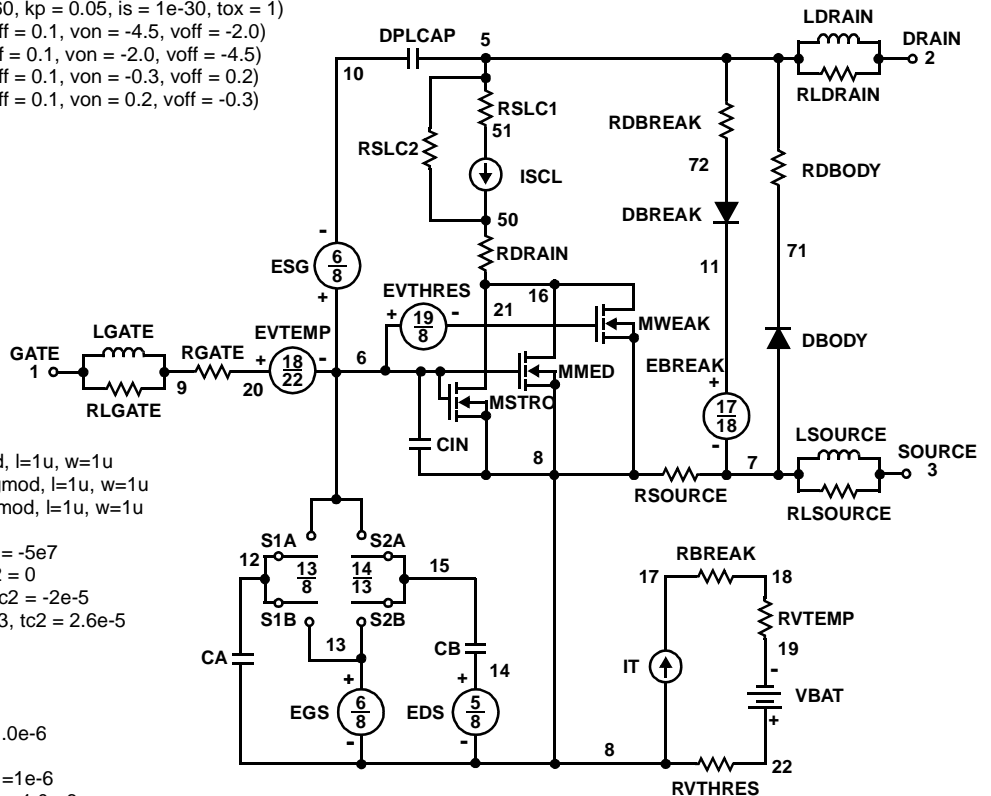 60, kp = 0.05, is = 1e-30, tox = 1)
ff = 0.1, von = -4.5, voff = -2.0)
f = 0.1, von = -2.0, voff = -4.5)
ff = 0.1, von = -0.3, voff = 0.2)
ff = 0.1, von = 0.2, voff = -0.3)
DPLCAP
5
10
LDRAIN
DRAIN
2
RLDRAIN
RSLC1
51
RSLC2
ISCL
50
RDRAIN
RDBREAK
72
DBREAK
11
RDBODY
71
DBODY
-
ESG
6
8
+
EVTHRES
+
19
8
-
21
16
MWEAK
MMED
MSTRO
EBREAK
+
17
18
-
GATE
1
LGATE
RLGATE
9
RGATE
20
EVTEMP
+
18
22
-
6
CIN
8
RSOURCE
7
LSOURCE
SOURCE
3
RLSOURCE
d, l=1u, w=1u
gmod, l=1u, w=1u
mod, l=1u, w=1u
= -5e7
= 0
c2 = -2e-5
3, tc2 = 2.6e-5
.0e-6
=1e-6
S1A
S2A
12
13
8
14
13
15
S1B
S2B
13
CA
CB
14
+
EGS
6
8
-
+
EDS
5
8
-
8
RBREAK
17
18
RVTEMP
19
-
IT
VBAT
+
22
RVTHRES